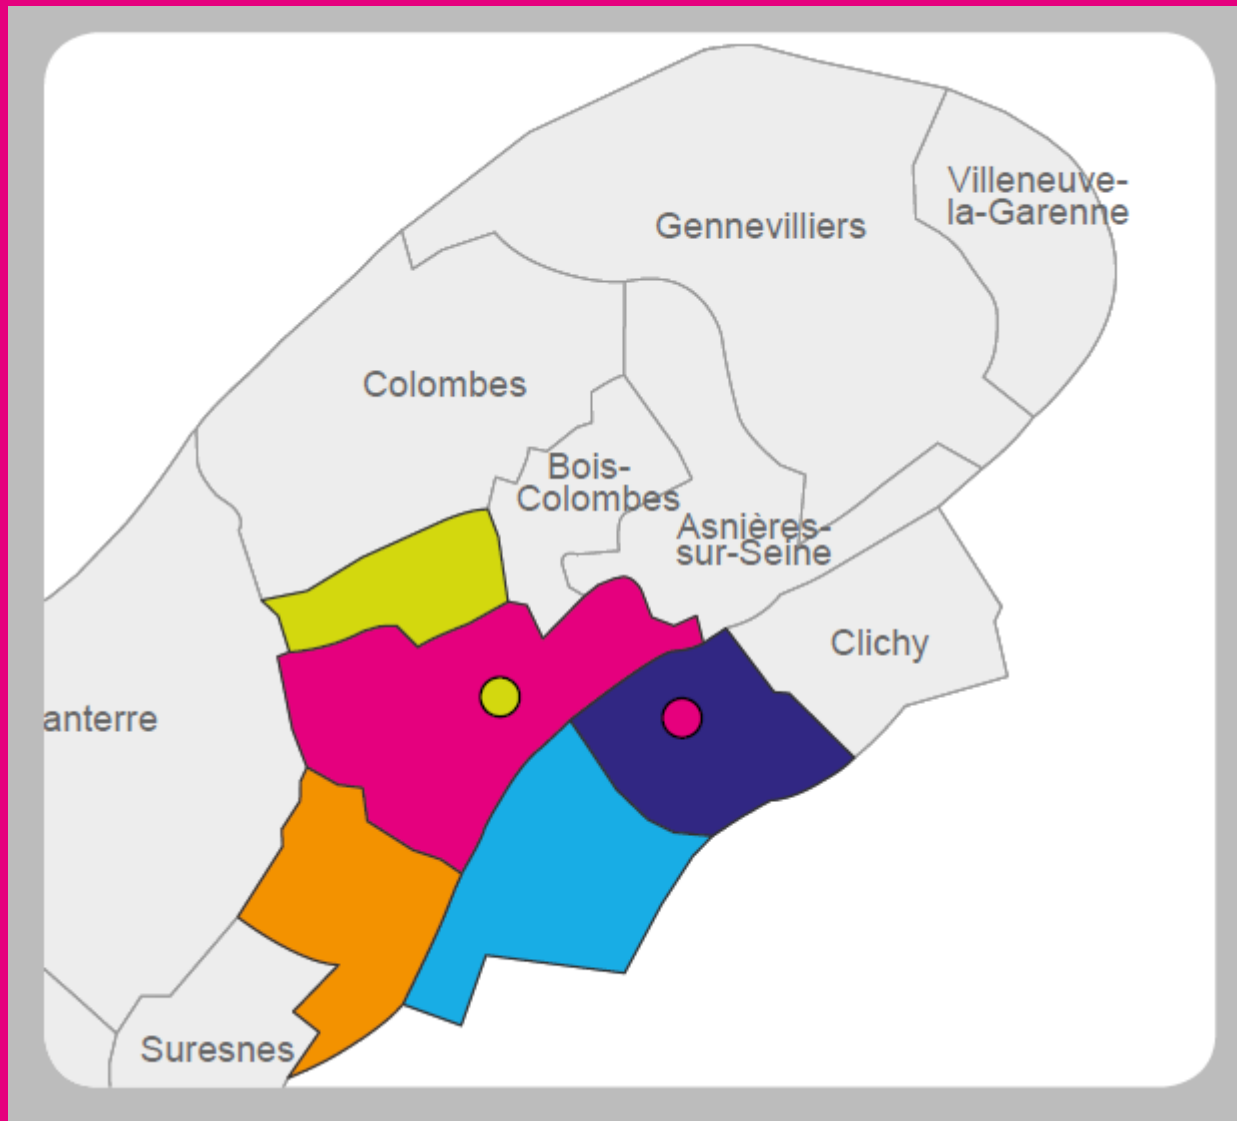 Villeneuve-
la-Garenne
Gennevilliers
Colombes
Bois-
Colombes
Asnières-
sur-Seine
Clichy
anterre
Suresnes